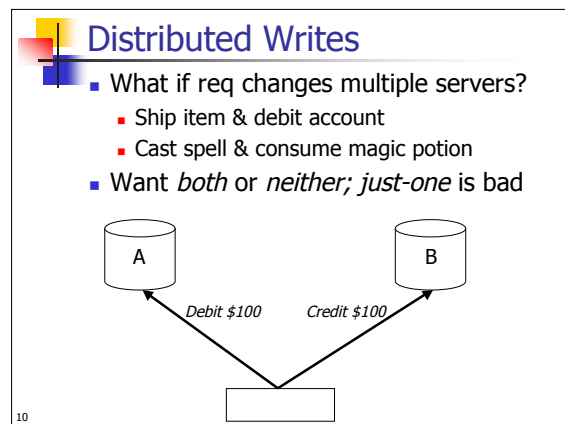 Distributed Writes
What if req changes multiple servers?
Ship item & debit account
Cast spell & consume magic potion
Want both or neither; just-one is bad
A
B
Debit $100
Credit $100
10